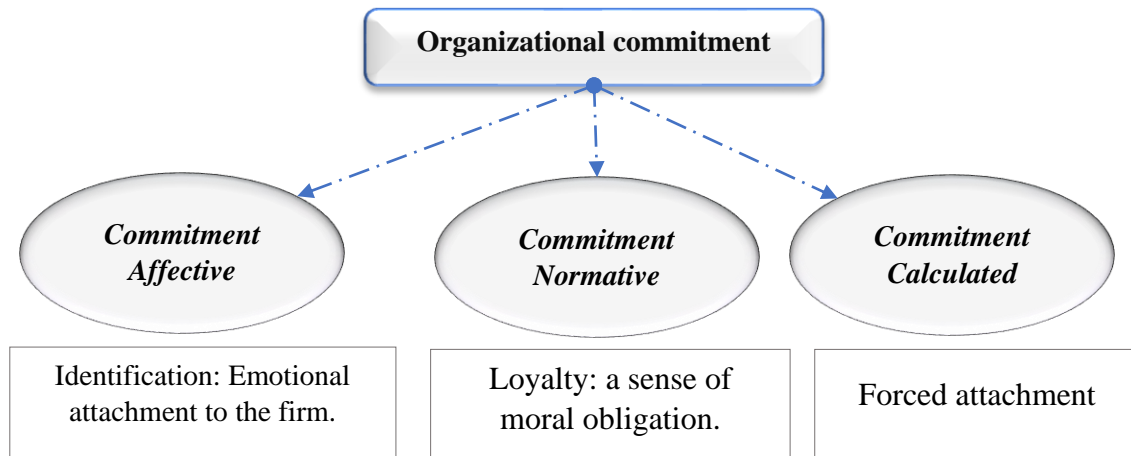 Organizational commitment
Commitment
Affective
Commitment
Normative
Commitment
Calculated
Identification: Emotional
attachment to the firm.
Loyalty: a sense of
moral obligation.
Forced attachment